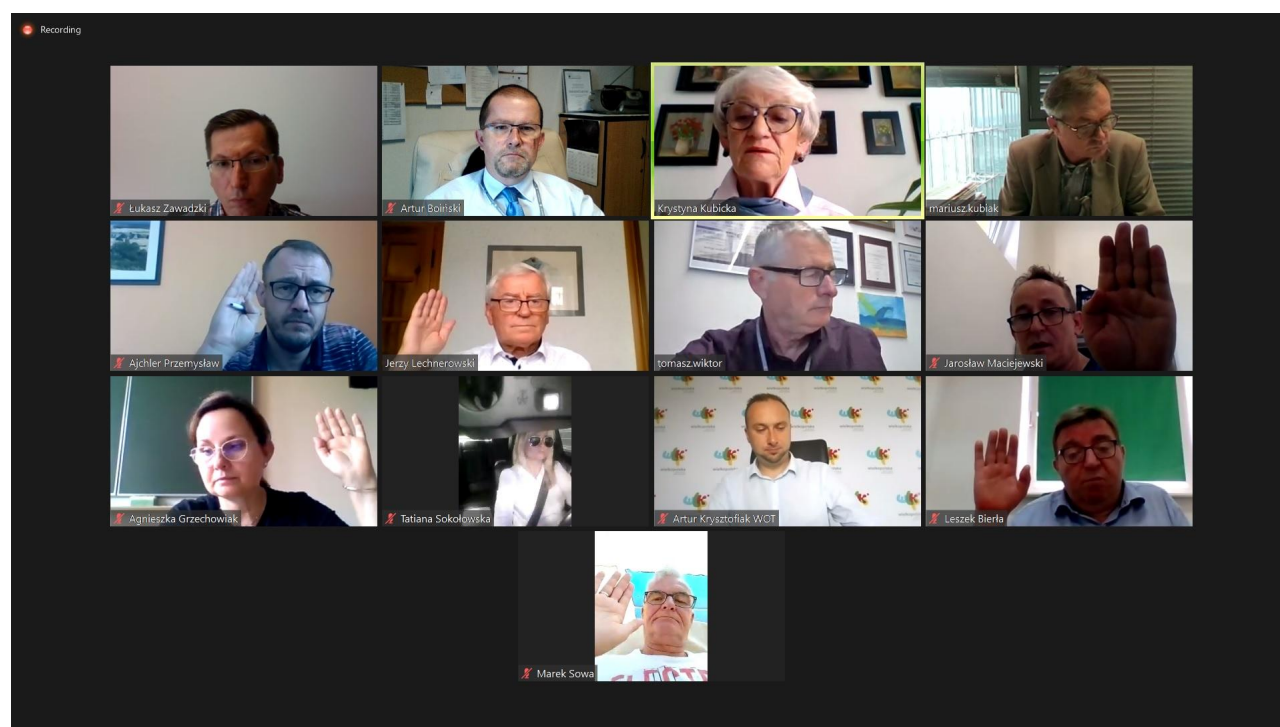 Recording
Łukasz Zawadzki
Artur Boiński
Krystyna Kubicka
mariusz.kubiak
Ajchler Przemysław
Jerzy Lechnerowski
tomasz.wiktor
Jarosław Maciejewski
Agnieszka Grzechowiak
Tatiana Sokołowska
Artur Krysztofiak WOT
Leszek Bierła
Marek Sowa